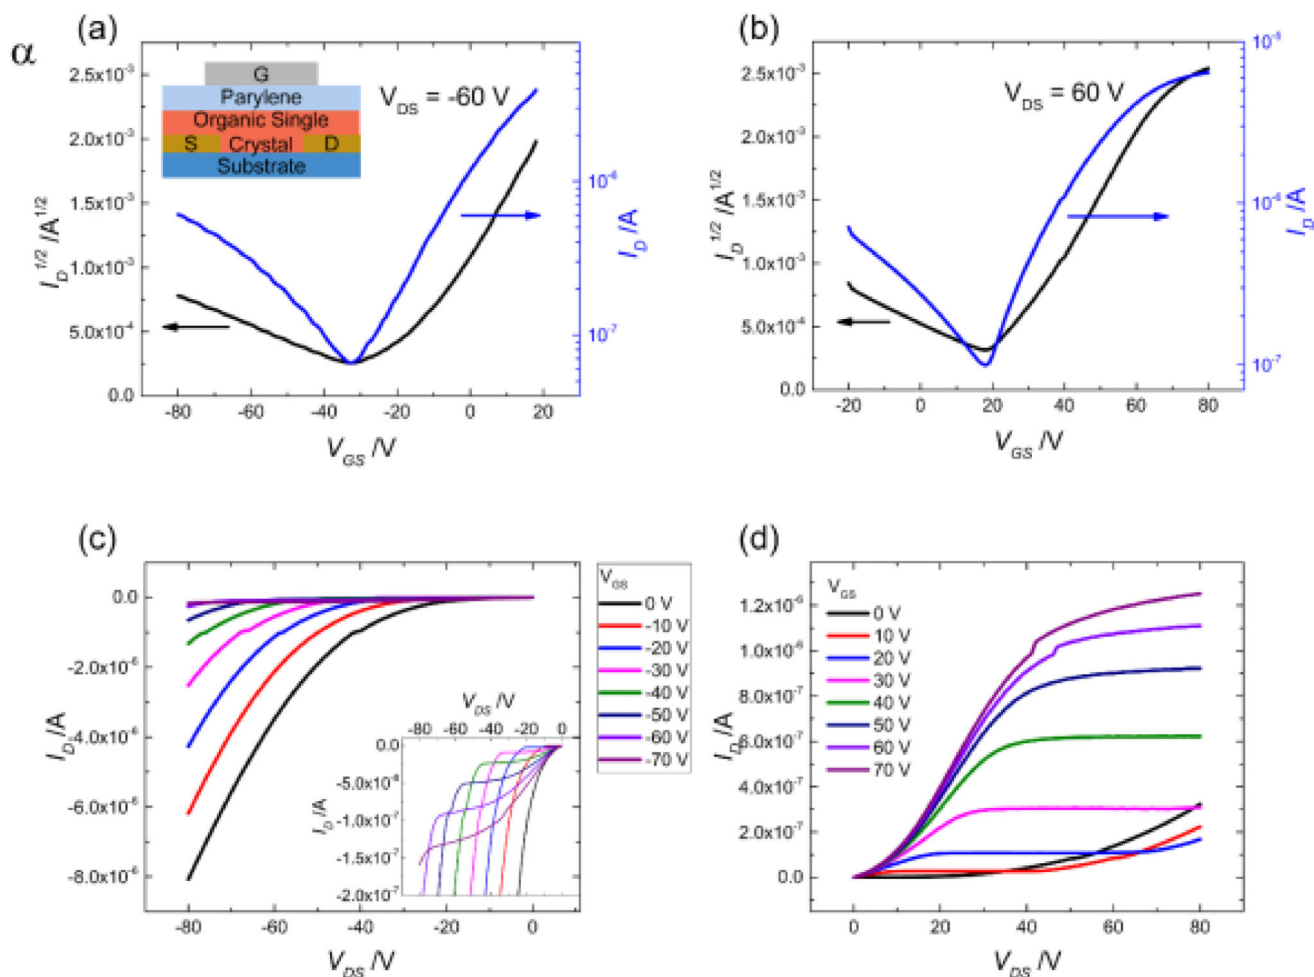 α
(a)
G
Parylene
Organic Single
S Crystal D
Substrate
V_DS = -60 V
2.5x10⁻³
2.0x10⁻³
1.5x10⁻³
1.0x10⁻³
5.0x10⁻⁴
0.0
I_D^1/2 /A^1/2
10⁻⁶
10⁻⁷
I_D /A
-80 -60 -40 -20 0 20
V_GS /V
(b)
V_DS = 60 V
2.5x10⁻³
2.0x10⁻³
1.5x10⁻³
1.0x10⁻³
5.0x10⁻⁴
0.0
I_D^1/2 /A^1/2
10⁻⁵
10⁻⁶
10⁻⁷
I_D /A
-20 0 20 40 60 80
V_GS /V
(c)
0.0
-2.0x10⁻⁶
-4.0x10⁻⁶
-6.0x10⁻⁶
-8.0x10⁻⁶
I_D /A
-80 -60 -40 -20 0
V_DS /V
V_DS /V
-80 -60 -40 -20 0
0.0
-5.0x10⁻⁸
-1.0x10⁻⁷
-1.5x10⁻⁷
-2.0x10⁻⁷
I_D /A
V_GS
0 V
-10 V
-20 V
-30 V
-40 V
-50 V
-60 V
-70 V
(d)
V_GS
0 V
10 V
20 V
30 V
40 V
50 V
60 V
70 V
1.2x10⁻⁶
1.0x10⁻⁶
8.0x10⁻⁷
6.0x10⁻⁷
4.0x10⁻⁷
2.0x10⁻⁷
0.0
I_D /A
0 20 40 60 80
V_DS /V